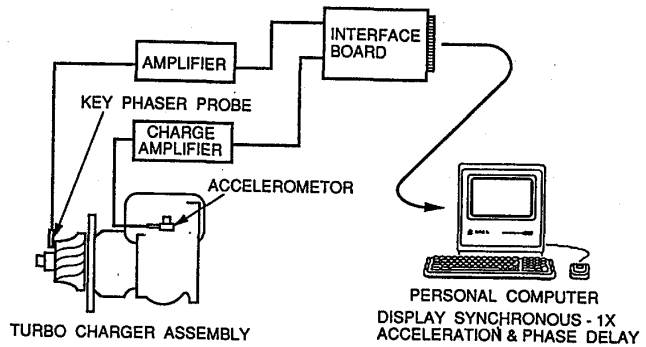 INTERFACE
BOARD
AMPLIFIER
KEY PHASER PROBE
CHARGE
AMPLIFIER
ACCELEROMETOR
PERSONAL COMPUTER
TURBO CHARGER ASSEMBLY
DISPLAY SYNCHRONOUS - 1X
ACCELERATION & PHASE DELAY